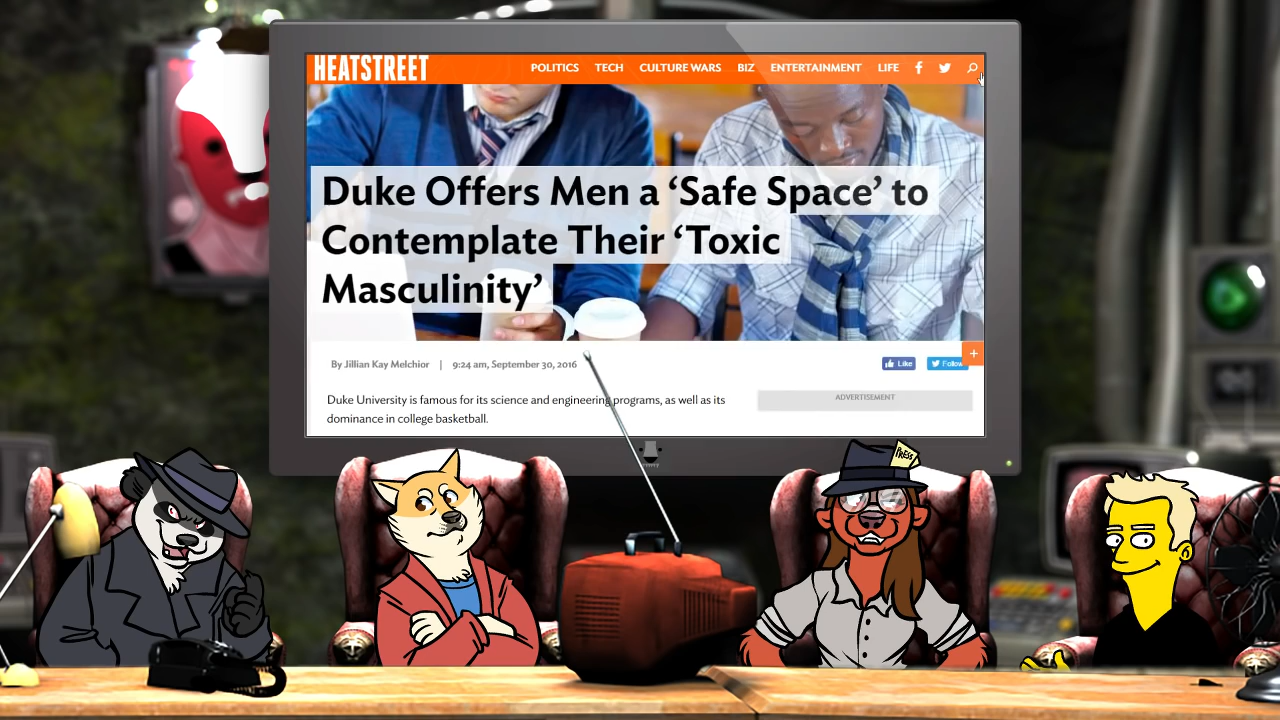 HEATSTREET
POLITICS TECH CULTURE WARS BIZ ENTERTAINMENT LIFE
Duke Offers Men a ‘Safe Space’ to
Contemplate Their ‘Toxic
Masculinity’
By Jillian Kay Melchior | 9:24 am, September 30, 2016
Like
Follow
+
Duke University is famous for its science and engineering programs, as well as its
dominance in college basketball.
ADVERTISEMENT
PRESS